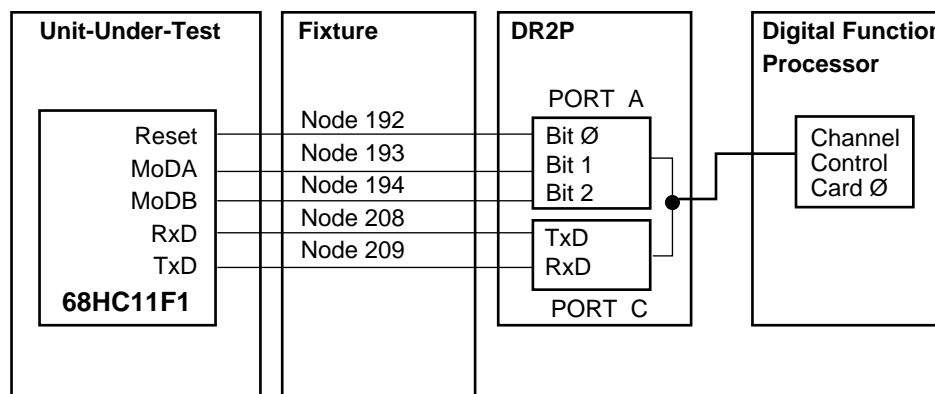 Unit-Under-Test
Reset
MoDA
MoDB
RxD
TxD
68HC11F1
Fixture
Node 192
Node 193
Node 194
Node 208
Node 209
DR2P
PORT A
Bit Ø
Bit 1
Bit 2
TxD
RxD
PORT C
Digital Function
Processor
Channel
Control
Card Ø